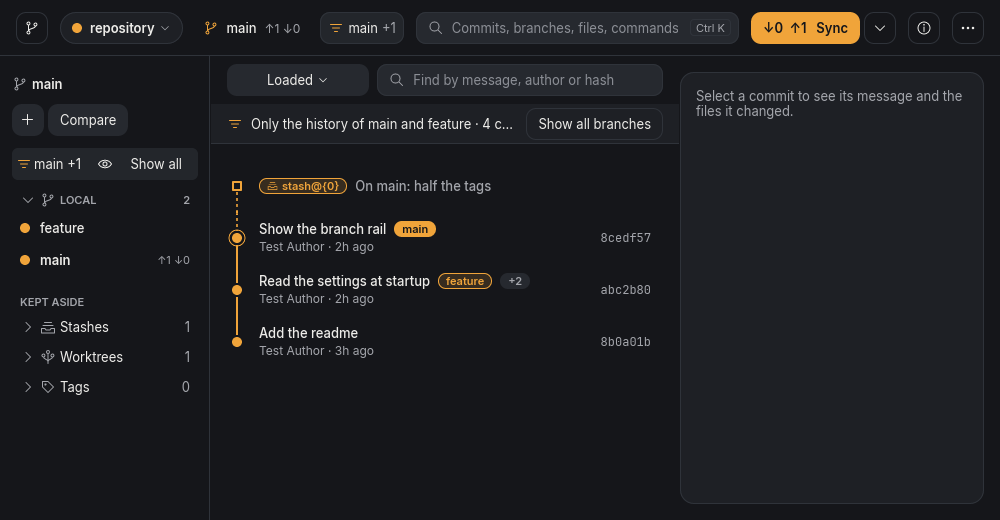 repository
main ↑1 ↓0
main +1
Commits, branches, files, commands Ctrl K
↓0 ↑1 Sync
main
Compare
main +1 Show all
LOCAL 2
feature
main ↑1 ↓0
KEPT ASIDE
Stashes 1
Worktrees 1
Tags 0
Loaded
Find by message, author or hash
Only the history of main and feature · 4 c...
Show all branches
stash@{0} On main: half the tags
Show the branch rail main
Test Author · 2h ago
8cedf57
Read the settings at startup feature +2
Test Author · 2h ago
abc2b80
Add the readme
Test Author · 3h ago
8b0a01b
Select a commit to see its message and the
files it changed.